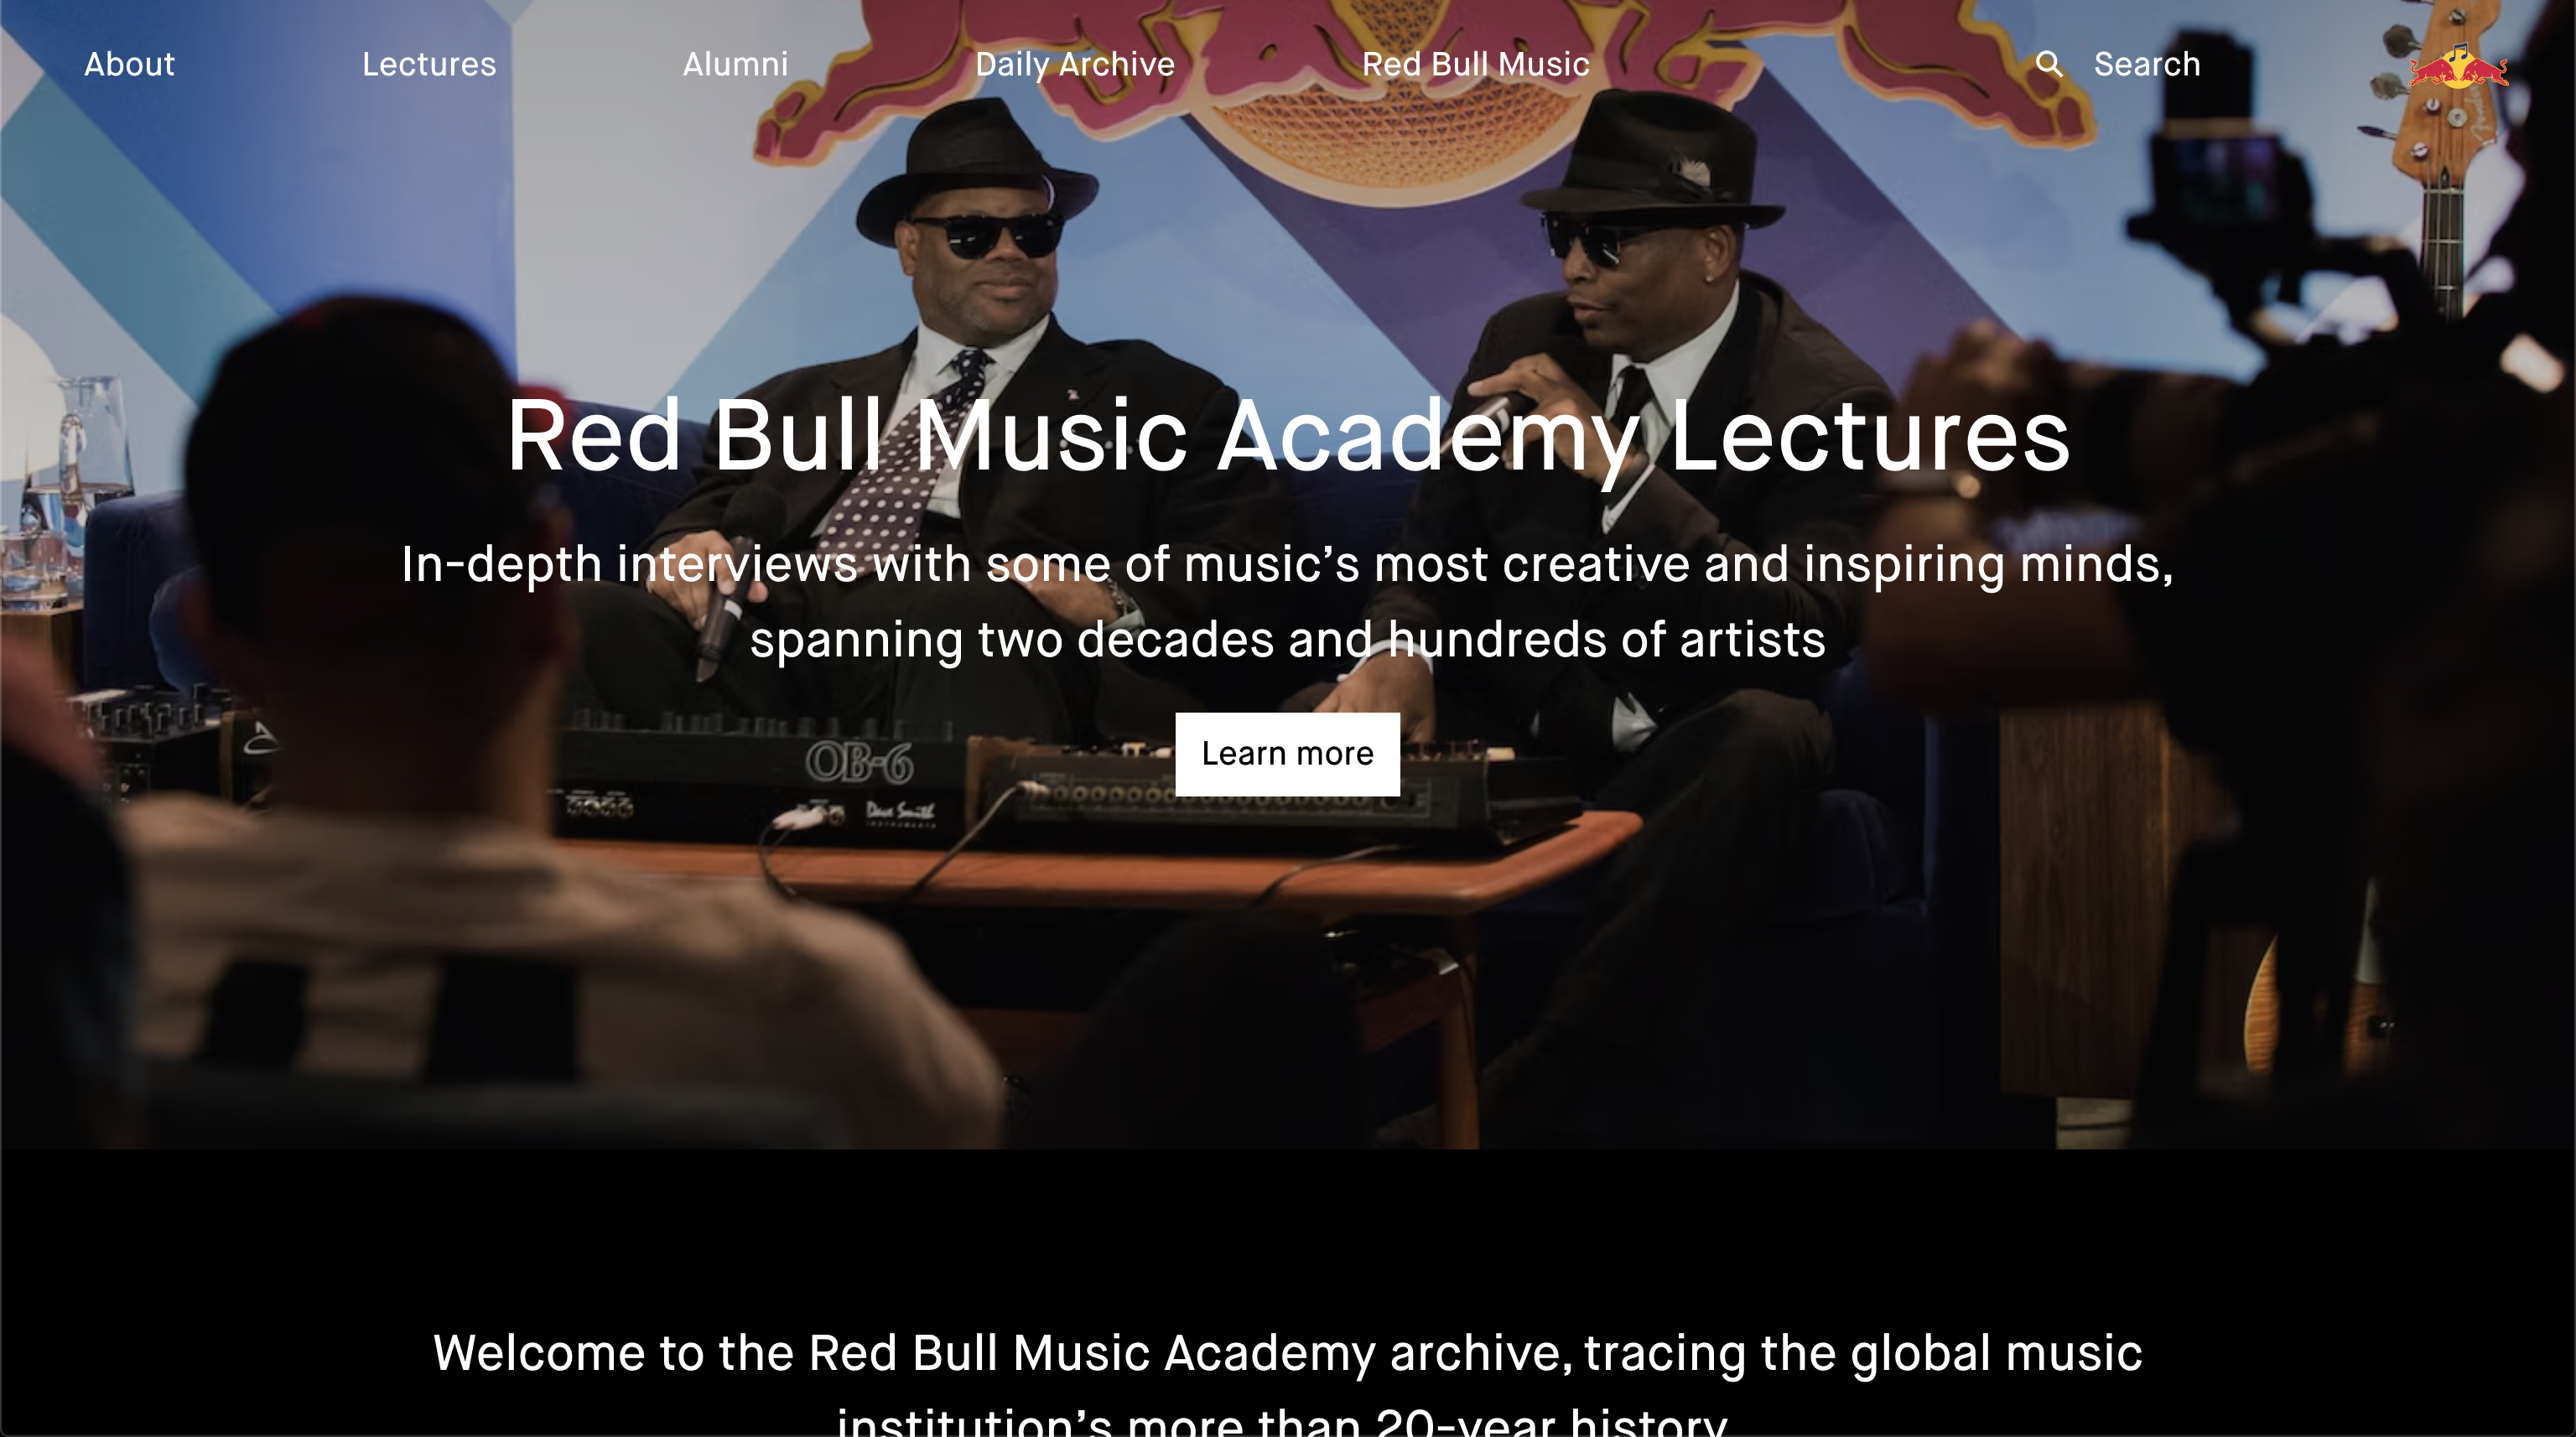 About
Lectures
Alumni
Daily Archive
Red Bull Music
Search
Fender
Red Bull Music Academy Lectures
In-depth interviews with some of music’s most creative and inspiring minds,
spanning two decades and hundreds of artists
Learn more
OB-6
Dave Smith
INSTRUMENTS
Welcome to the Red Bull Music Academy archive, tracing the global music
institution’s more than 20-year history